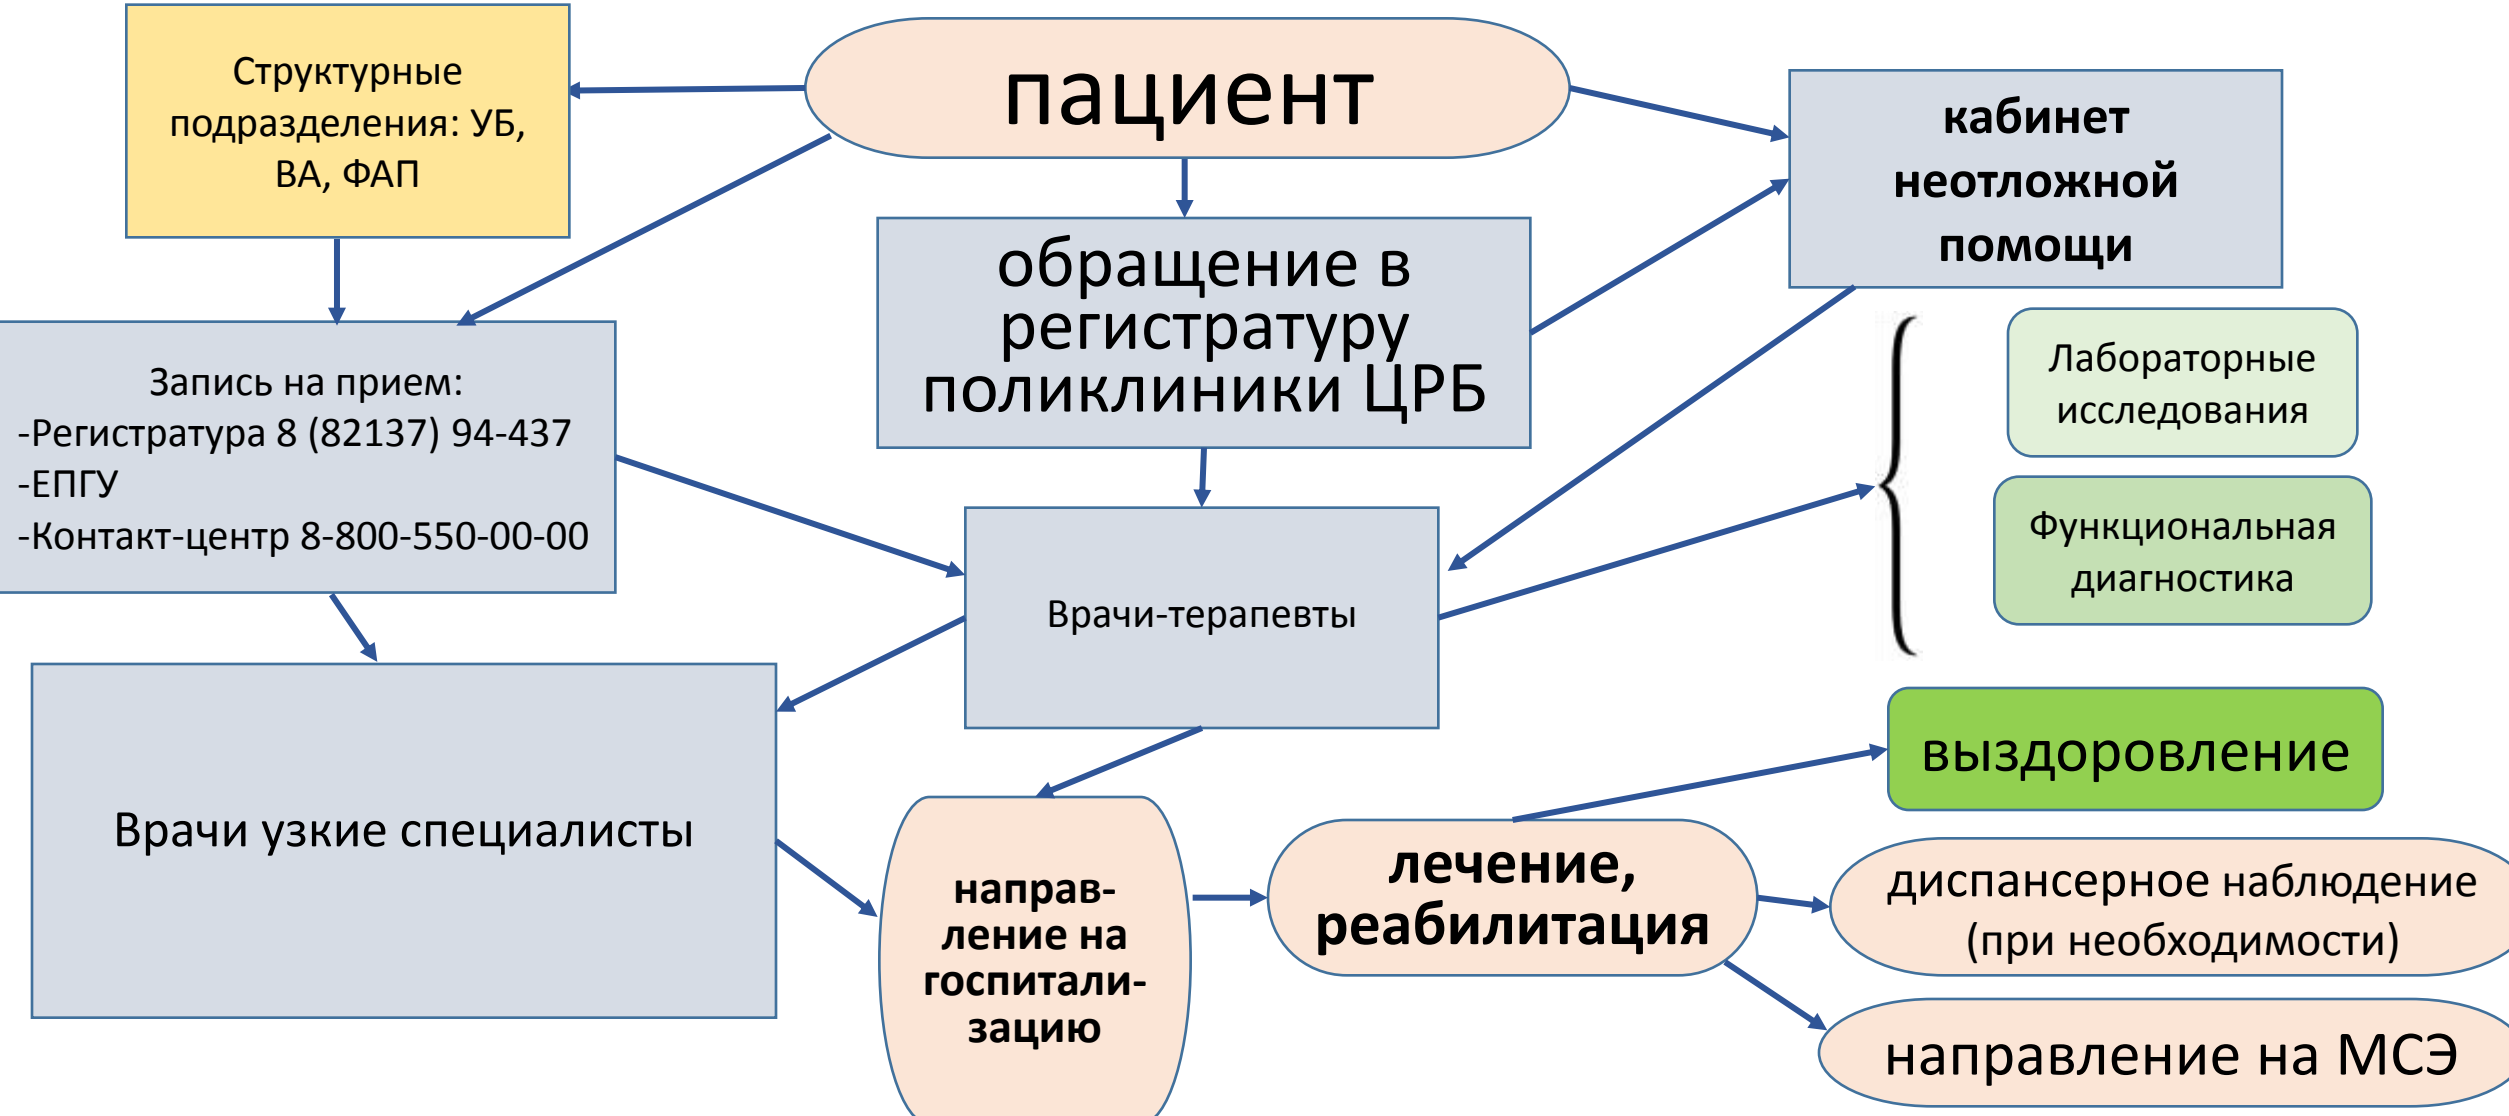 Структурные
подразделения: УБ,
ВА, ФАП
пациент
кабинет
неотложной
помощи
обращение в
регистратуру
поликлиники ЦРБ
Запись на прием:
-Регистратура 8 (82137) 94-437
-ЕПГУ
-Контакт-центр 8-800-550-00-00
Лабораторные
исследования
Функциональная
диагностика
Врачи-терапевты
Врачи узкие специалисты
выздоровление
направ-
ление на
госпитали-
зацию
лечение,
реабилитация
диспансерное наблюдение
(при необходимости)
направление на МСЭ